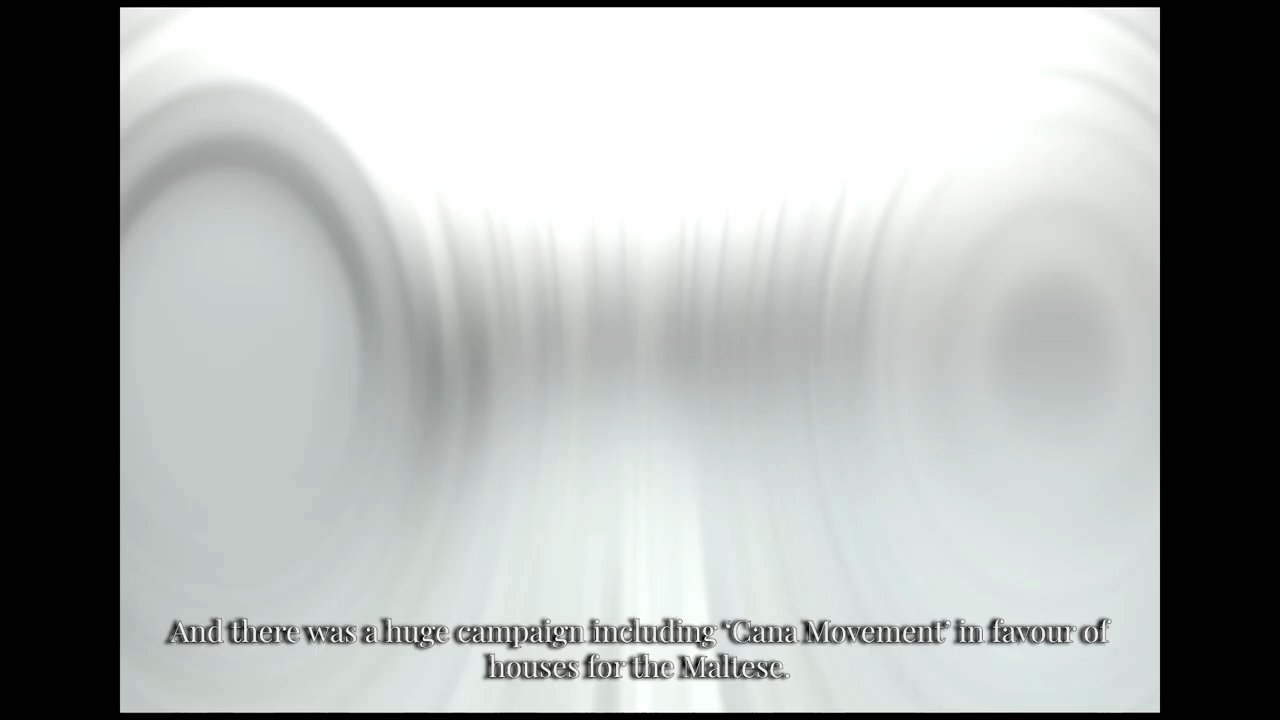 And there was a huge campaign including 'Cana Movement' in favour of
houses for the Maltese.